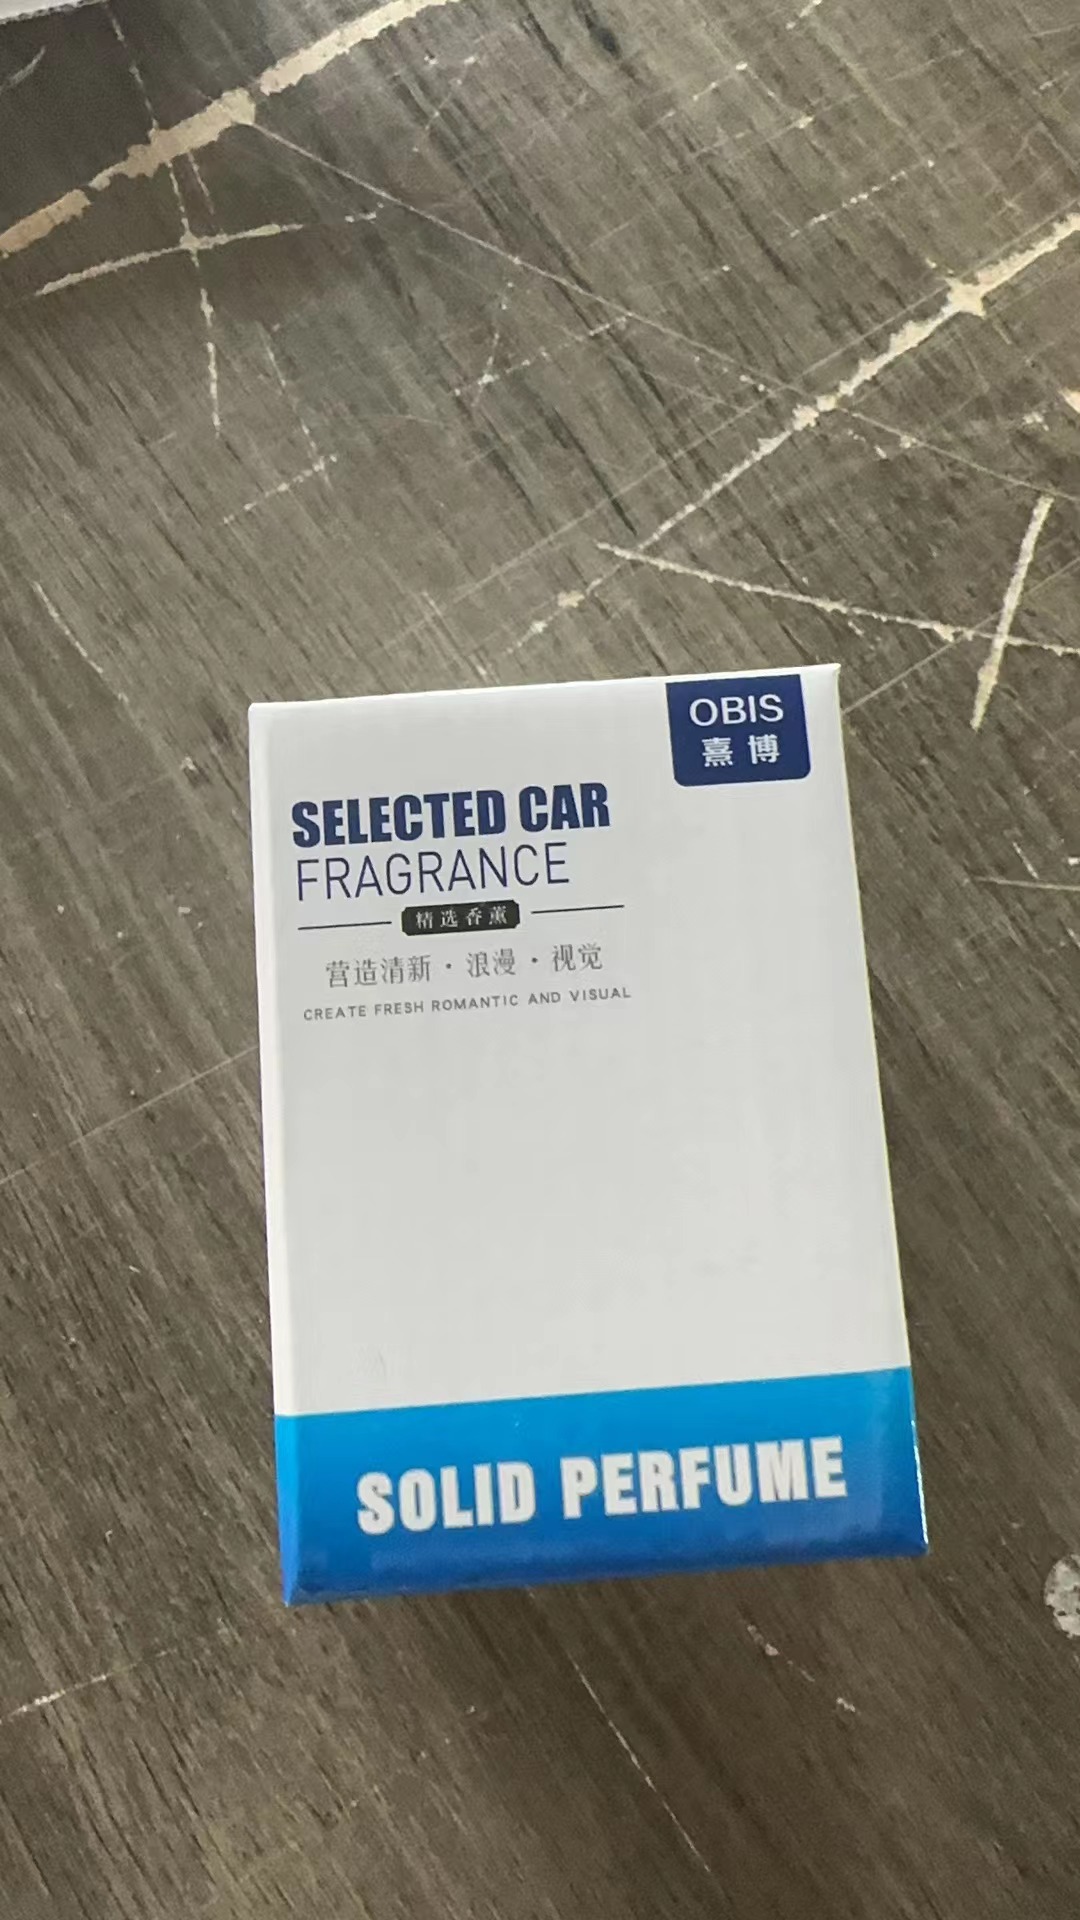 OBIS
熹博
SELECTED CAR
FRAGRANCE
精选香薰
营造清新·浪漫·视觉
CREATE FRESH ROMANTIC AND VISUAL
SOLID PERFUME